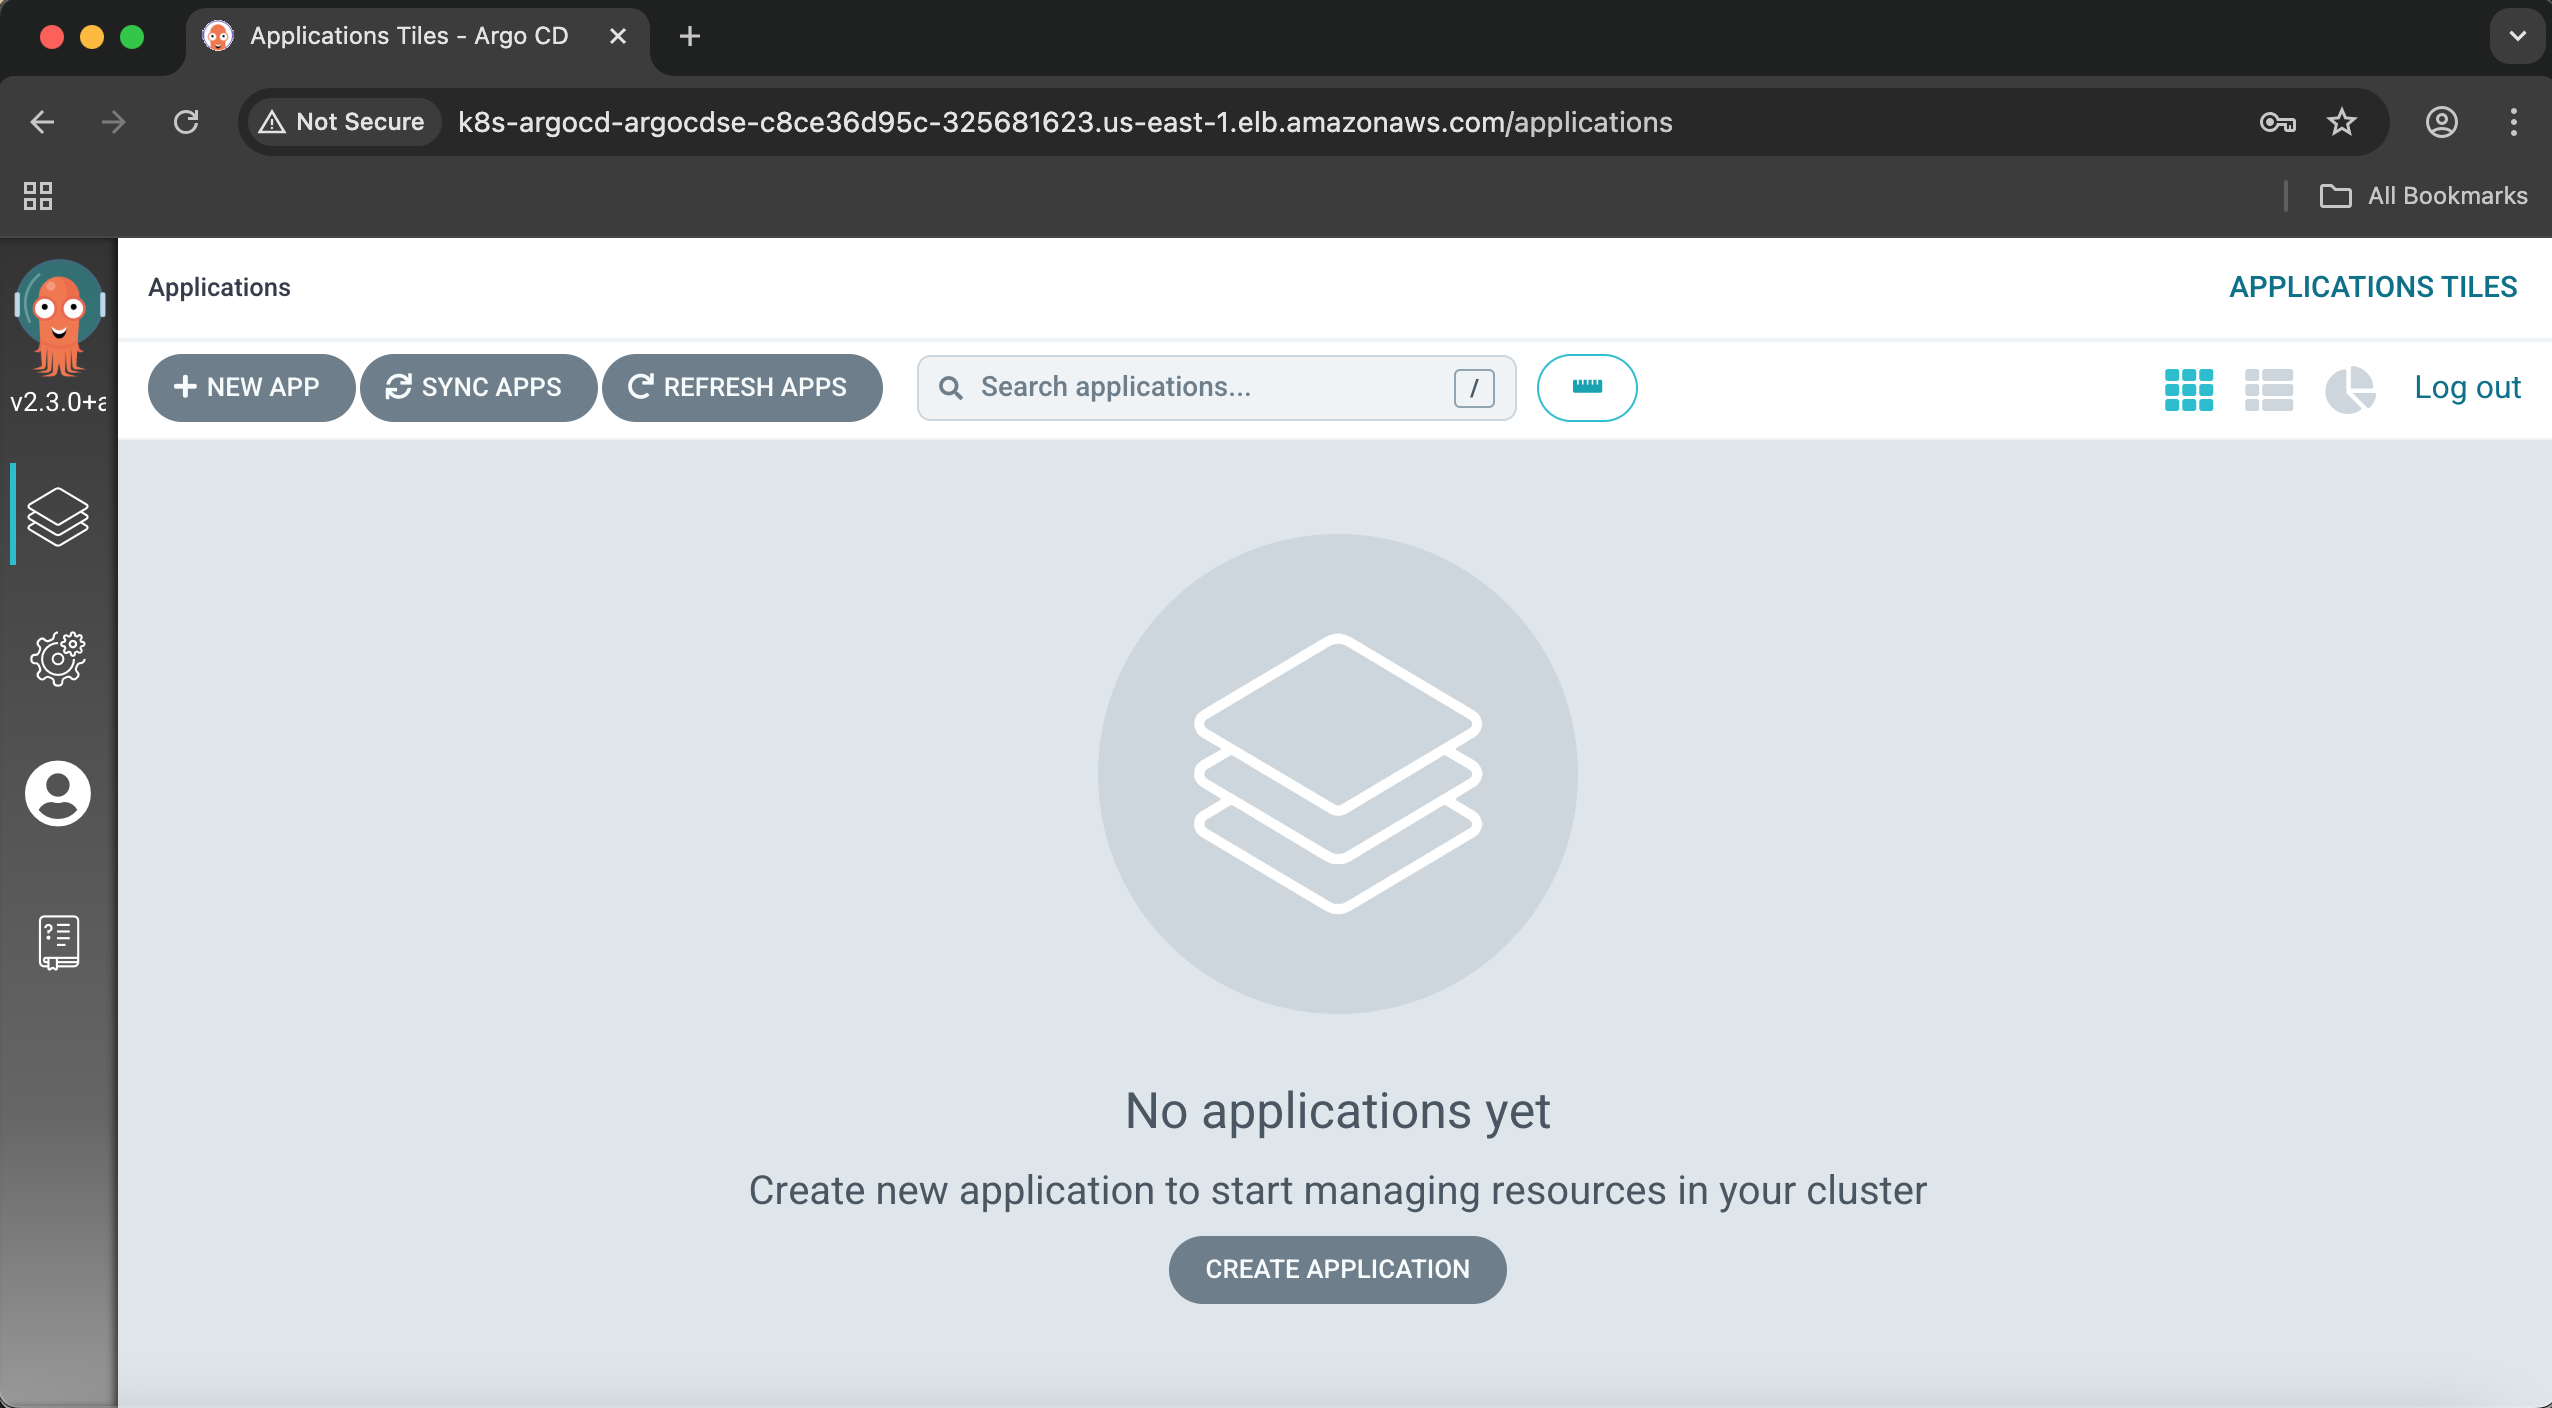 Applications Tiles - Argo CD
Not Secure k8s-argocd-argocdse-c8ce36d95c-325681623.us-east-1.elb.amazonaws.com/applications
All Bookmarks
Applications
APPLICATIONS TILES
v2.3.0+a
NEW APP SYNC APPS REFRESH APPS Search applications... / Log out
No applications yet
Create new application to start managing resources in your cluster
CREATE APPLICATION